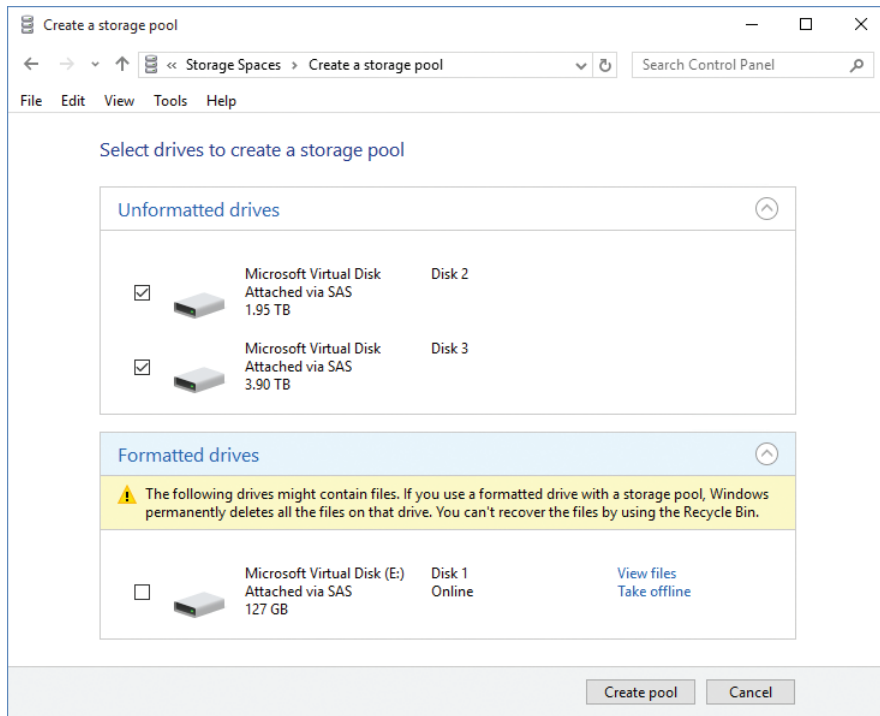 Create a storage pool
« Storage Spaces › Create a storage pool
Search Control Panel
File Edit View Tools Help
Select drives to create a storage pool
Unformatted drives
Microsoft Virtual Disk Disk 2
Attached via SAS
1.95 TB
Microsoft Virtual Disk Disk 3
Attached via SAS
3.90 TB
Formatted drives
The following drives might contain files. If you use a formatted drive with a storage pool, Windows
permanently deletes all the files on that drive. You can't recover the files by using the Recycle Bin.
Microsoft Virtual Disk (E:) Disk 1 View files
Attached via SAS Online Take offline
127 GB
Create pool Cancel